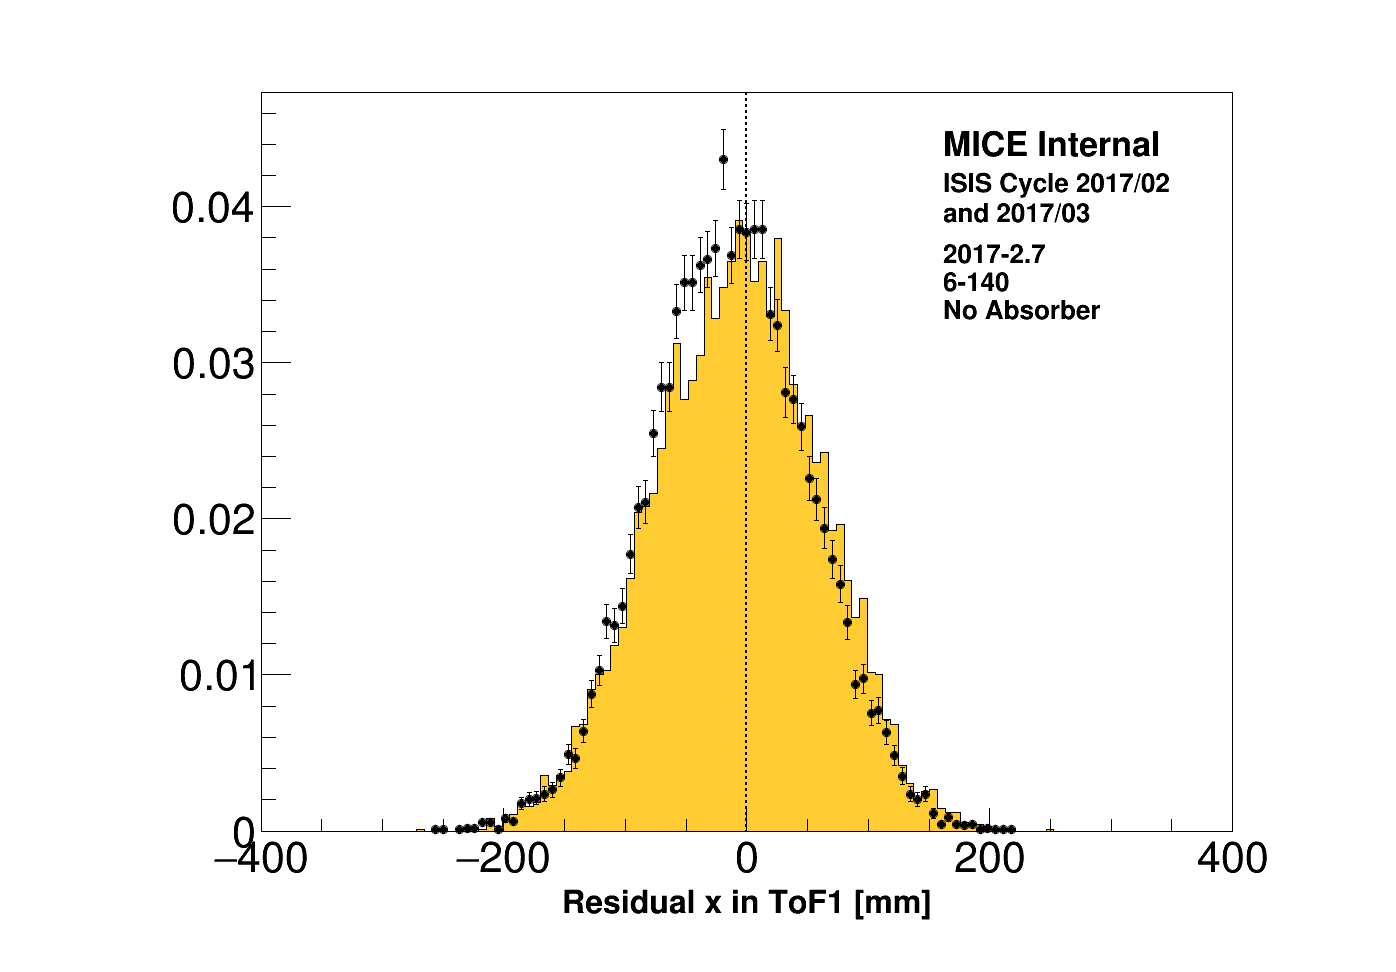 MICE Internal
ISIS Cycle 2017/02
and 2017/03
2017-2.7
6-140
No Absorber
0.04
0.03
0.02
0.01
0
−400 −200 0 200 400
Residual x in ToF1 [mm]